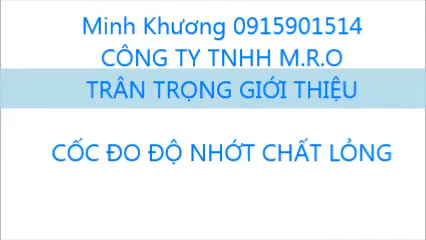 Minh Khương 0915901514
CÔNG TY TNHH M.R.O
TRÂN TRỌNG GIỚI THIỆU
CỐC ĐO ĐỘ NHỚT CHẤT LỎNG